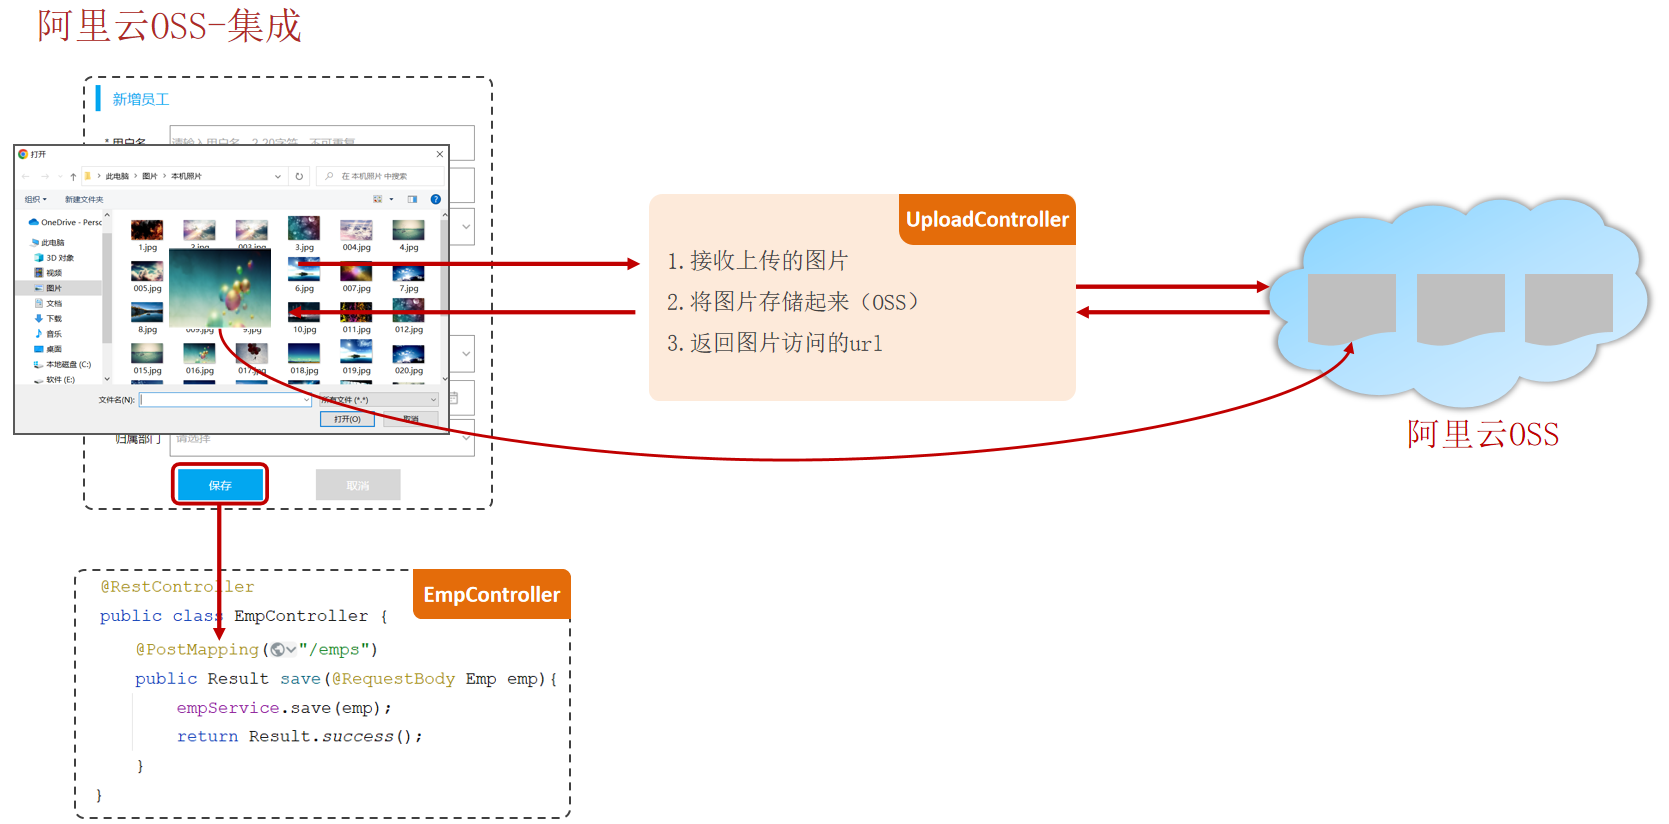 阿里云OSS-集成
新增员工
* 用户名
请输入用户名，2-20字符，不可重复
打开
此电脑 › 图片 › 本机照片
在 本机照片 中搜索
组织
新建文件夹
OneDrive - Persc
此电脑
3D 对象
视频
图片
文档
下载
音乐
桌面
本地磁盘 (C:)
软件 (E:)
1.jpg
2.jpg
003.jpg
3.jpg
004.jpg
4.jpg
005.jpg
6.jpg
007.jpg
7.jpg
8.jpg
009.jpg
9.jpg
10.jpg
011.jpg
012.jpg
015.jpg
016.jpg
017.jpg
018.jpg
019.jpg
020.jpg
文件名(N):
所有文件 (*.*)
打开(O)
取消
归属部门
请选择
保存
取消
UploadController
1.接收上传的图片
2.将图片存储起来（OSS）
3.返回图片访问的url
阿里云OSS
EmpController
@RestController
public class EmpController {
@PostMapping("/emps")
public Result save(@RequestBody Emp emp){
empService.save(emp);
return Result.success();
}
}